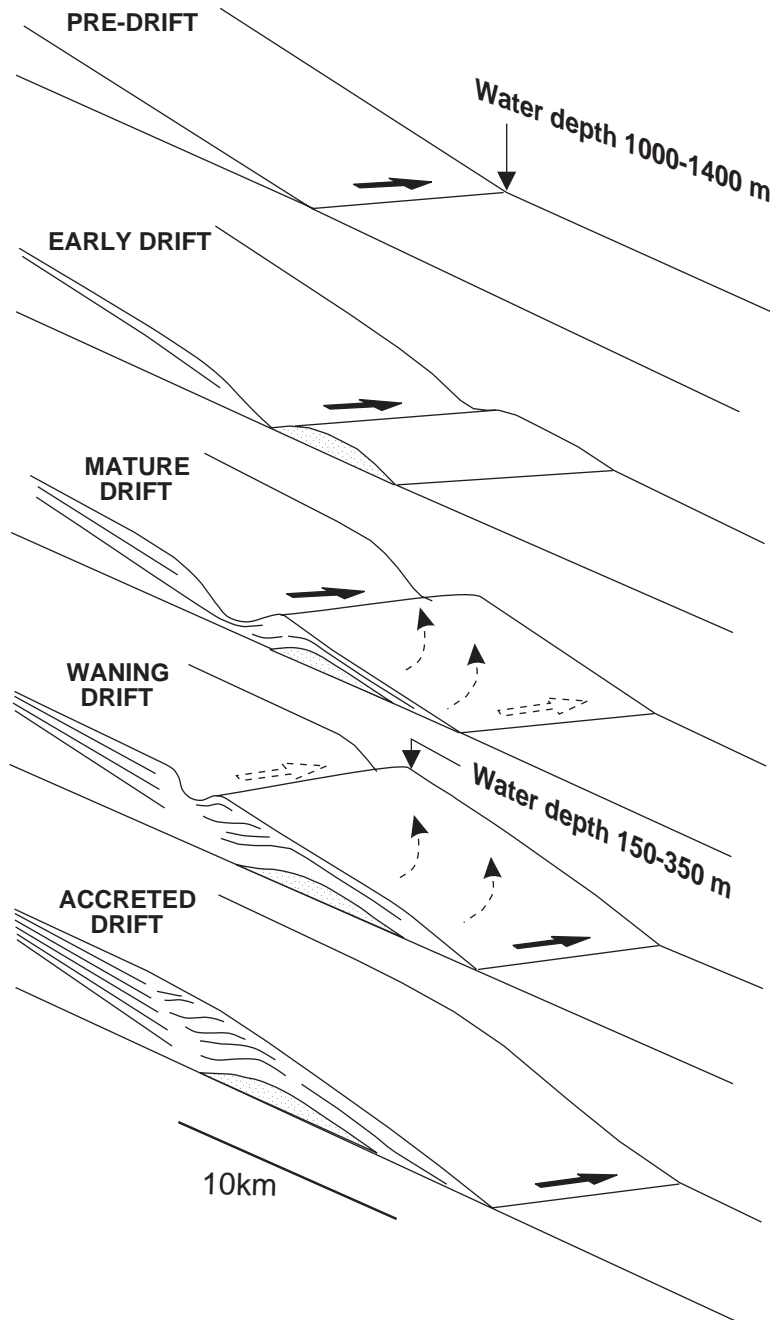 PRE-DRIFT
Water depth 1000-1400 m
EARLY DRIFT
MATURE
DRIFT
WANING
DRIFT
Water depth 150-350 m
ACCRETED
DRIFT
10km